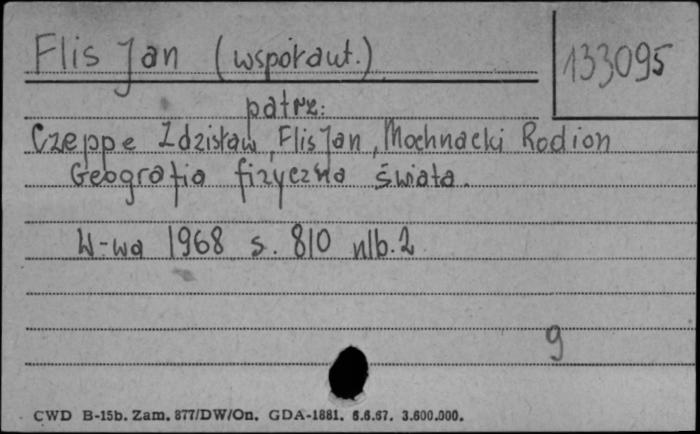 Flis Jan (współaut.)
133095
patrz:
Czeppe Zdzisław, Flis Jan, Mochnacki Rodion
Geografia fizyczna świata.
W-wa 1968 s. 810 nlb. 2
9
CWD B-15b. Zam. 877/DW/On. GDA-1881. 6.6.67. 3.600.000.